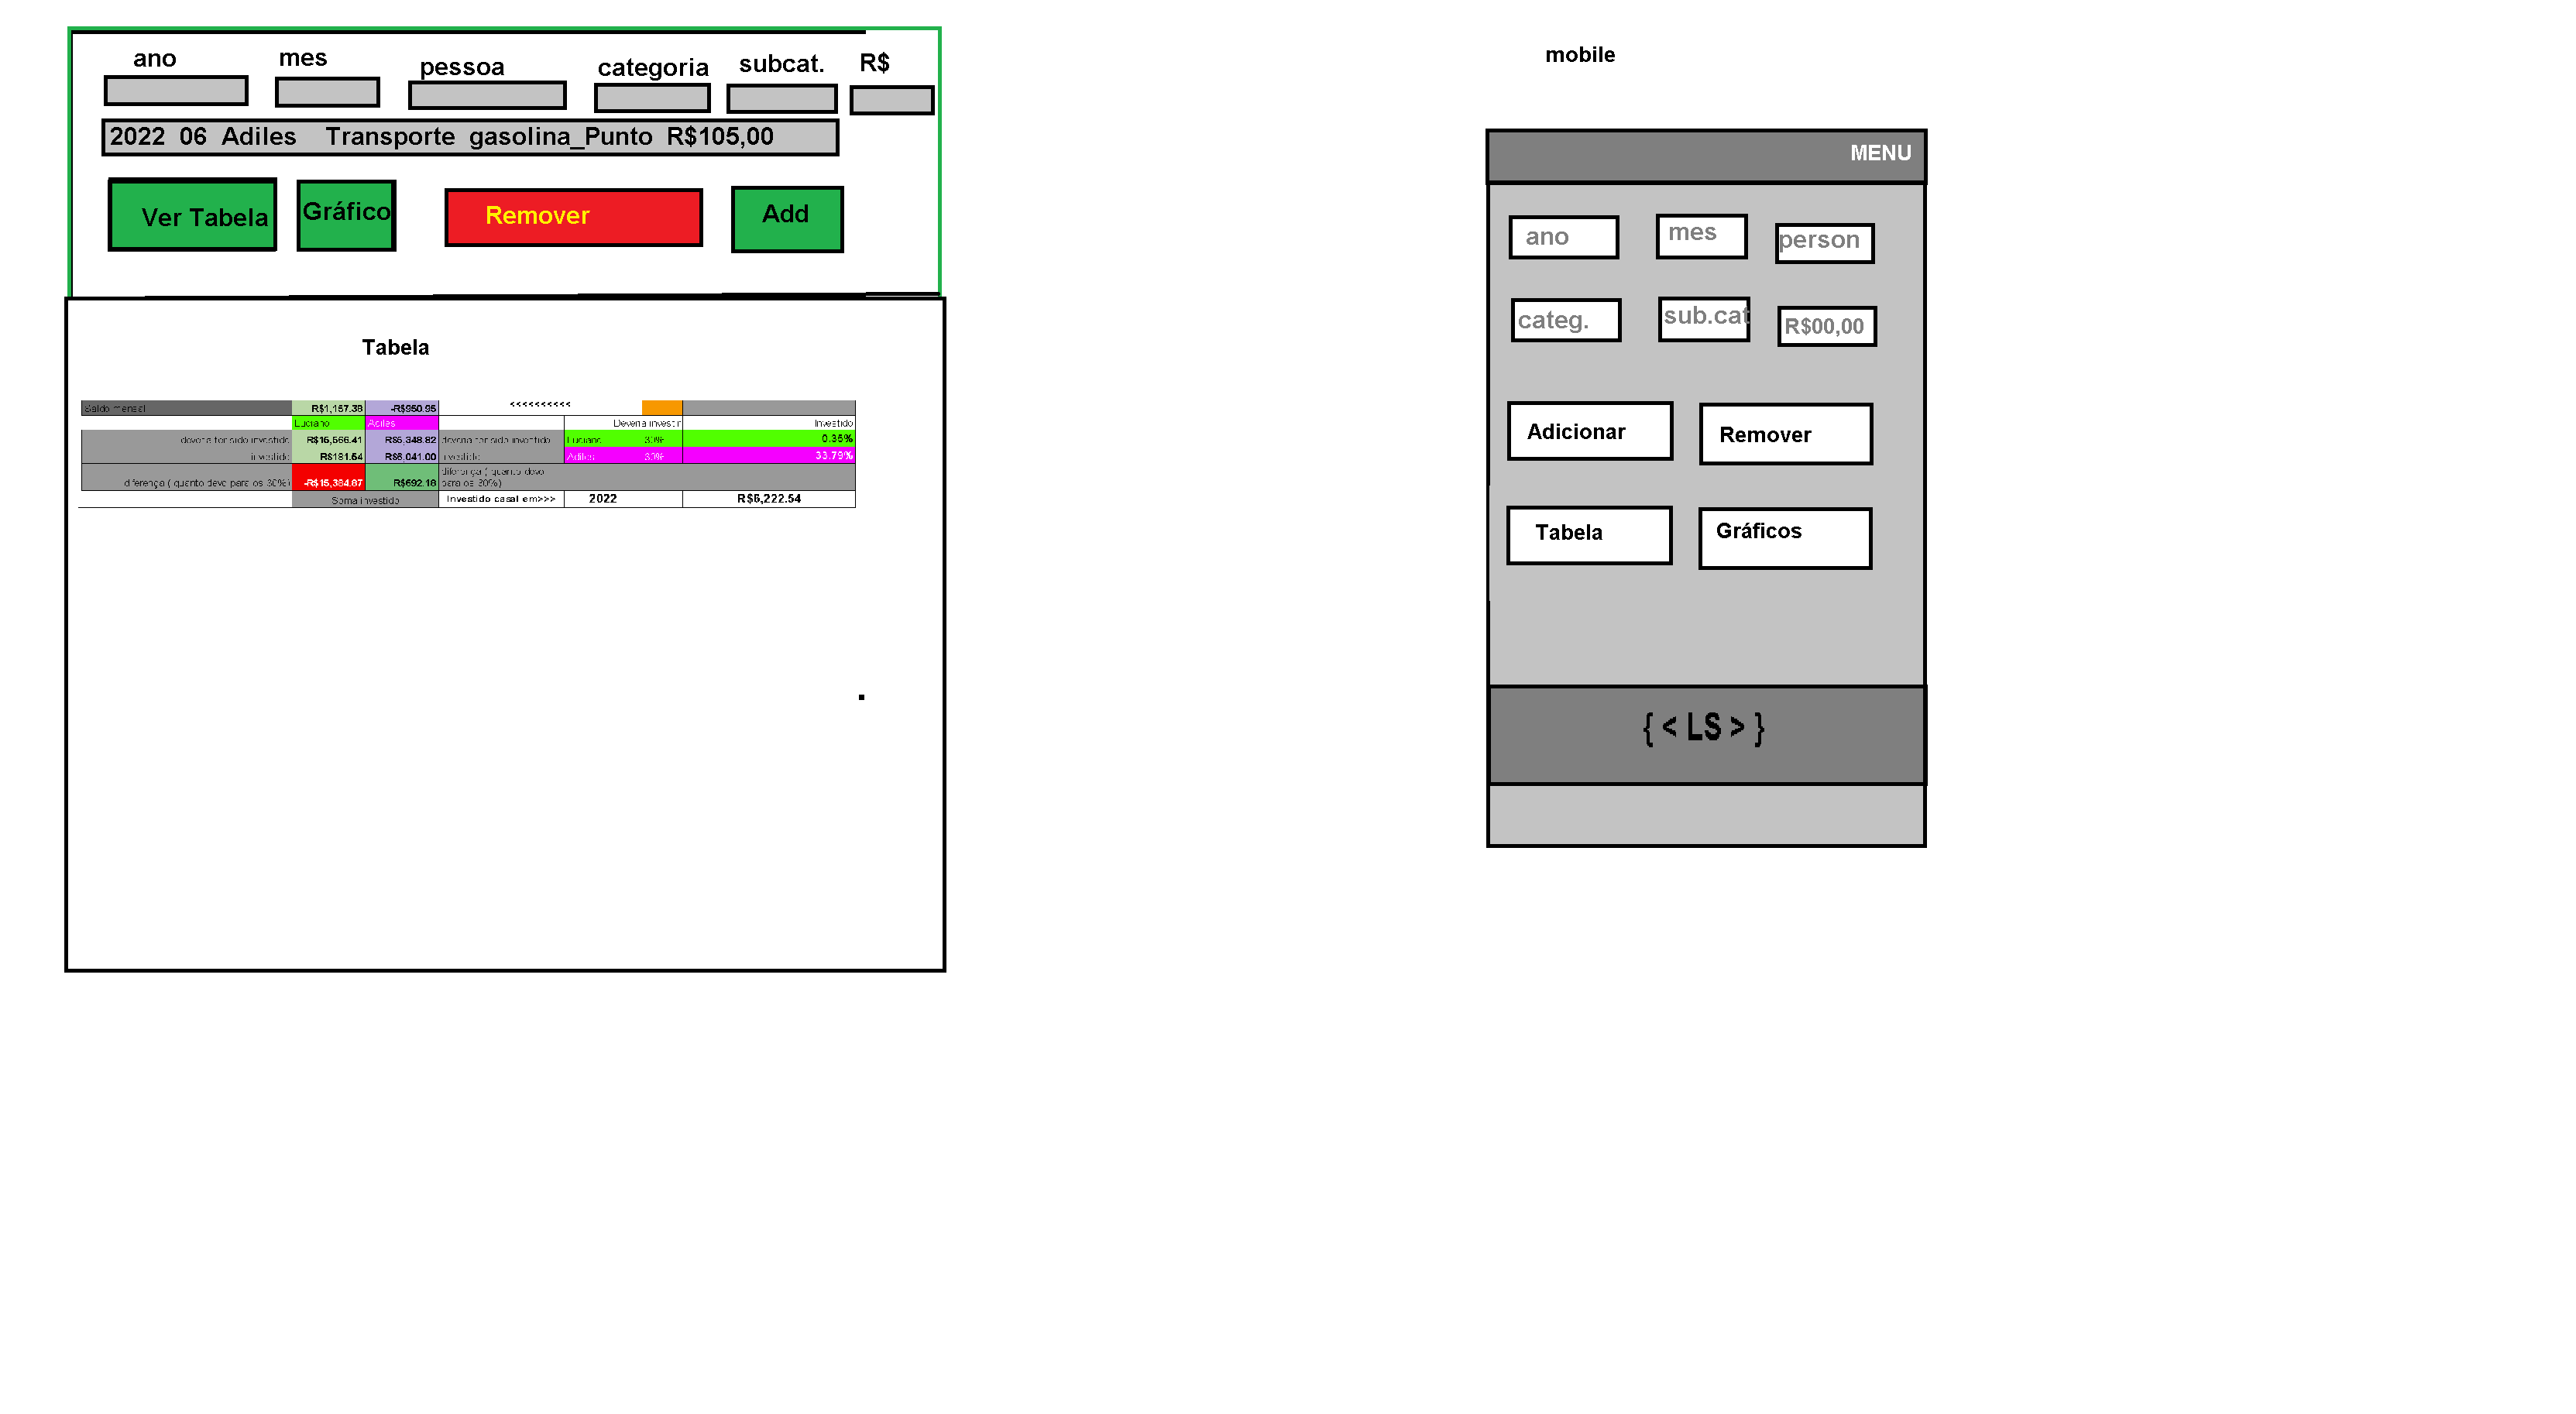 ano mes pessoa categoria subcat. R$
2022 06 Adiles Transporte gasolina_Punto R$105,00
Ver Tabela Gráfico Remover Add
Tabela
Saldo mensal R$1,157.38 -R$950.95 <<<<<<<<<<
Luciano Adiles Deveria investir Investido
deveria ter sido investido R$15,566.41 R$5,348.82 deveria ter sido investido Luciano 30% 0.35%
investido R$181.54 R$6,041.00 investido Adiles 30% 33.79%
diferença ( quanto devo para os 30%) -R$15,384.87 R$692.18 diferença ( quanto devo
para os 30%)
Soma investido Investido casal em>>> 2022 R$6,222.54
mobile
MENU
ano mes person
categ. sub.cat R$00,00
Adicionar Remover
Tabela Gráficos
{ < LS > }